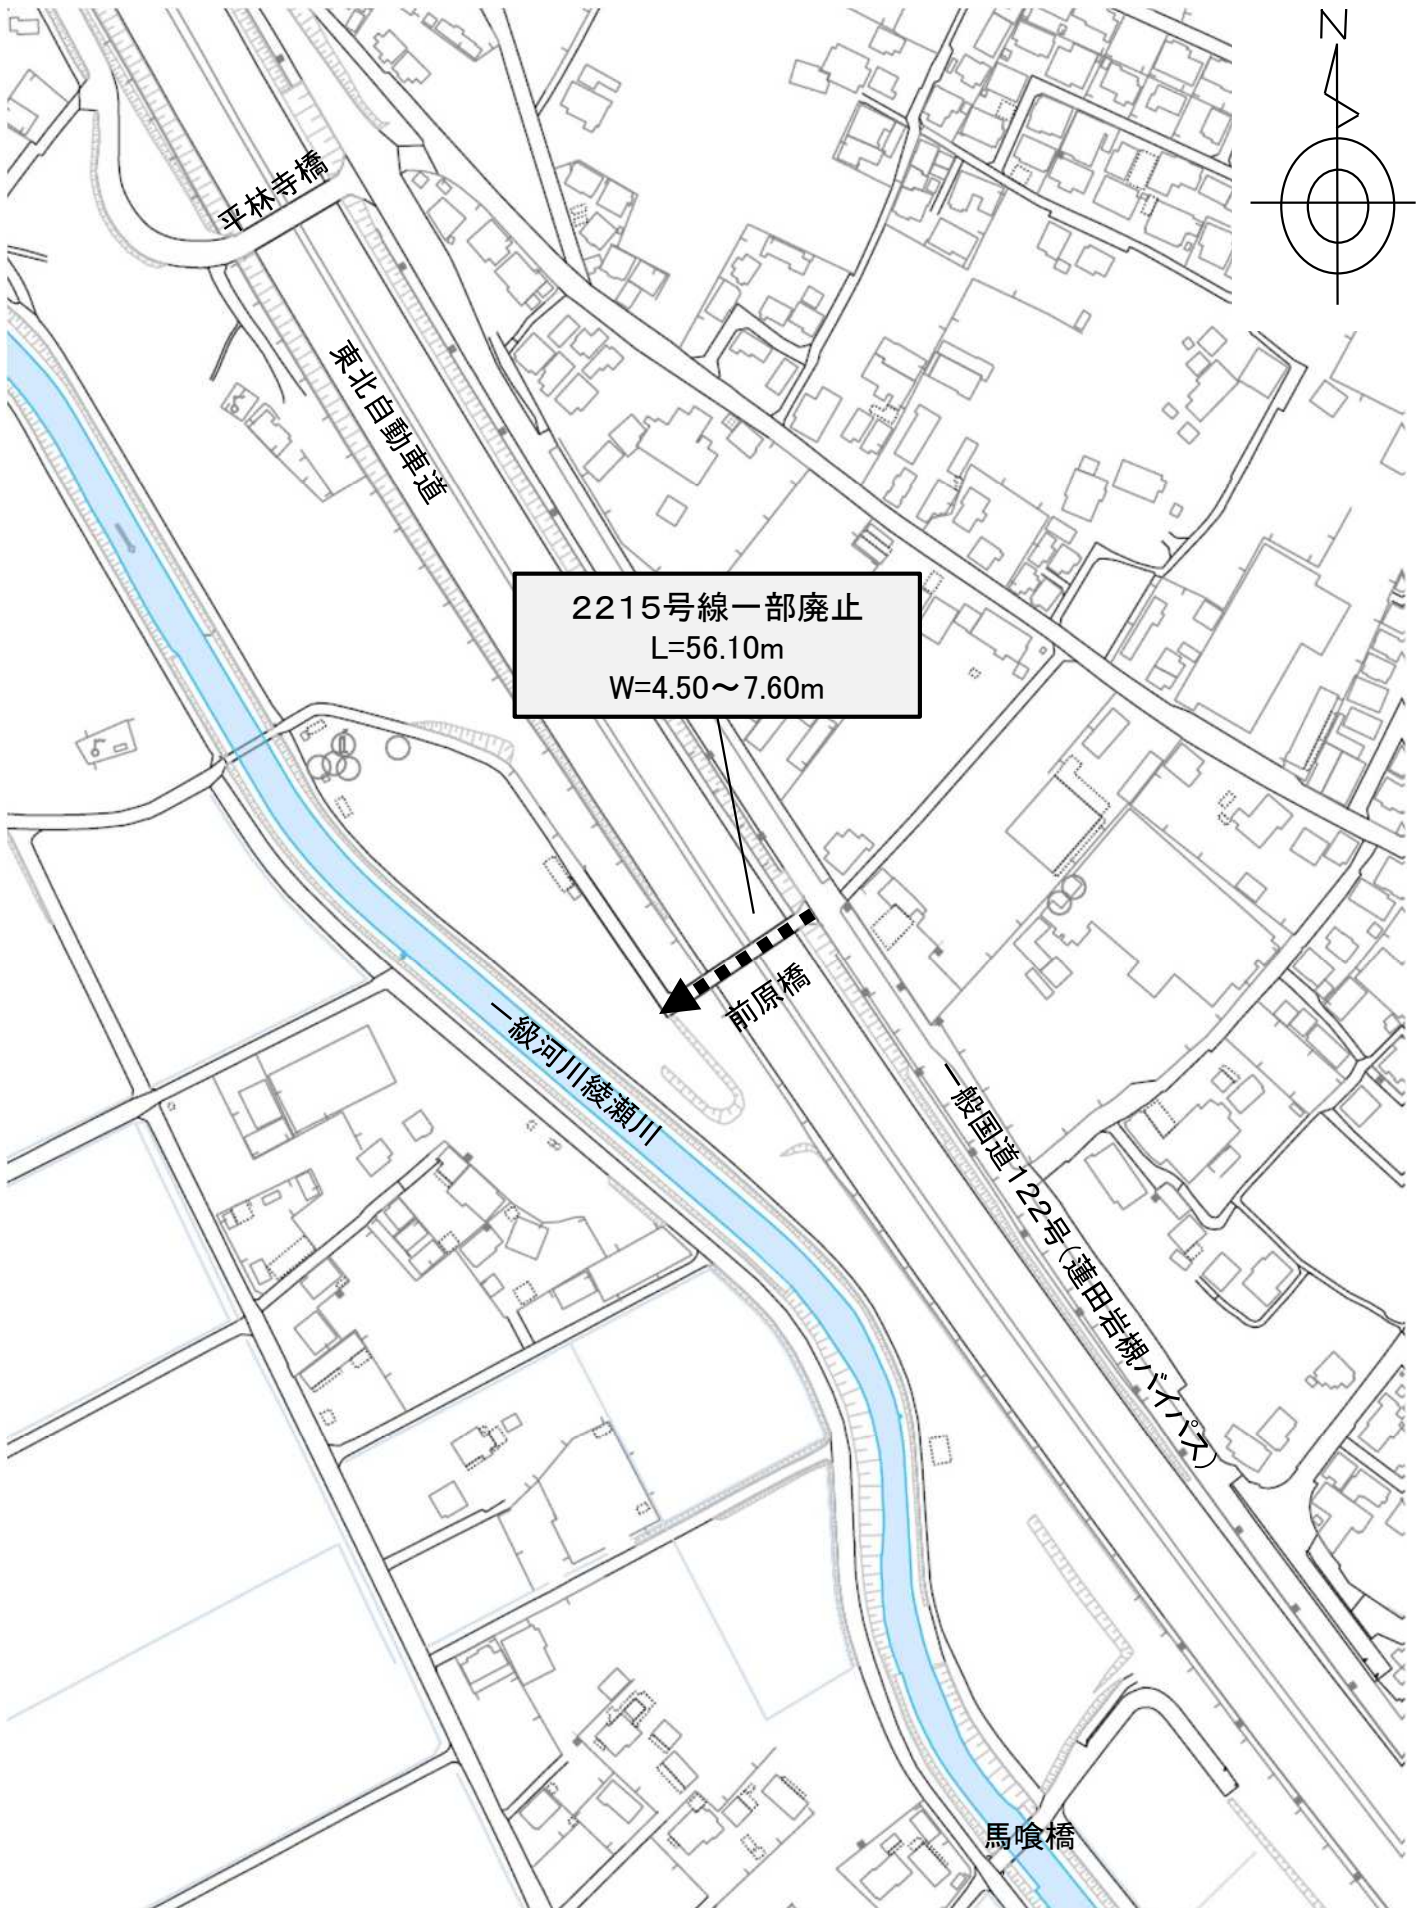 N
平林寺橋
東北自動車道
2215号線一部廃止
L=56.10m
W=4.50～7.60m
前原橋
一級河川綾瀬川
一般国道122号(蓮田岩槻バイパス)
馬喰橋